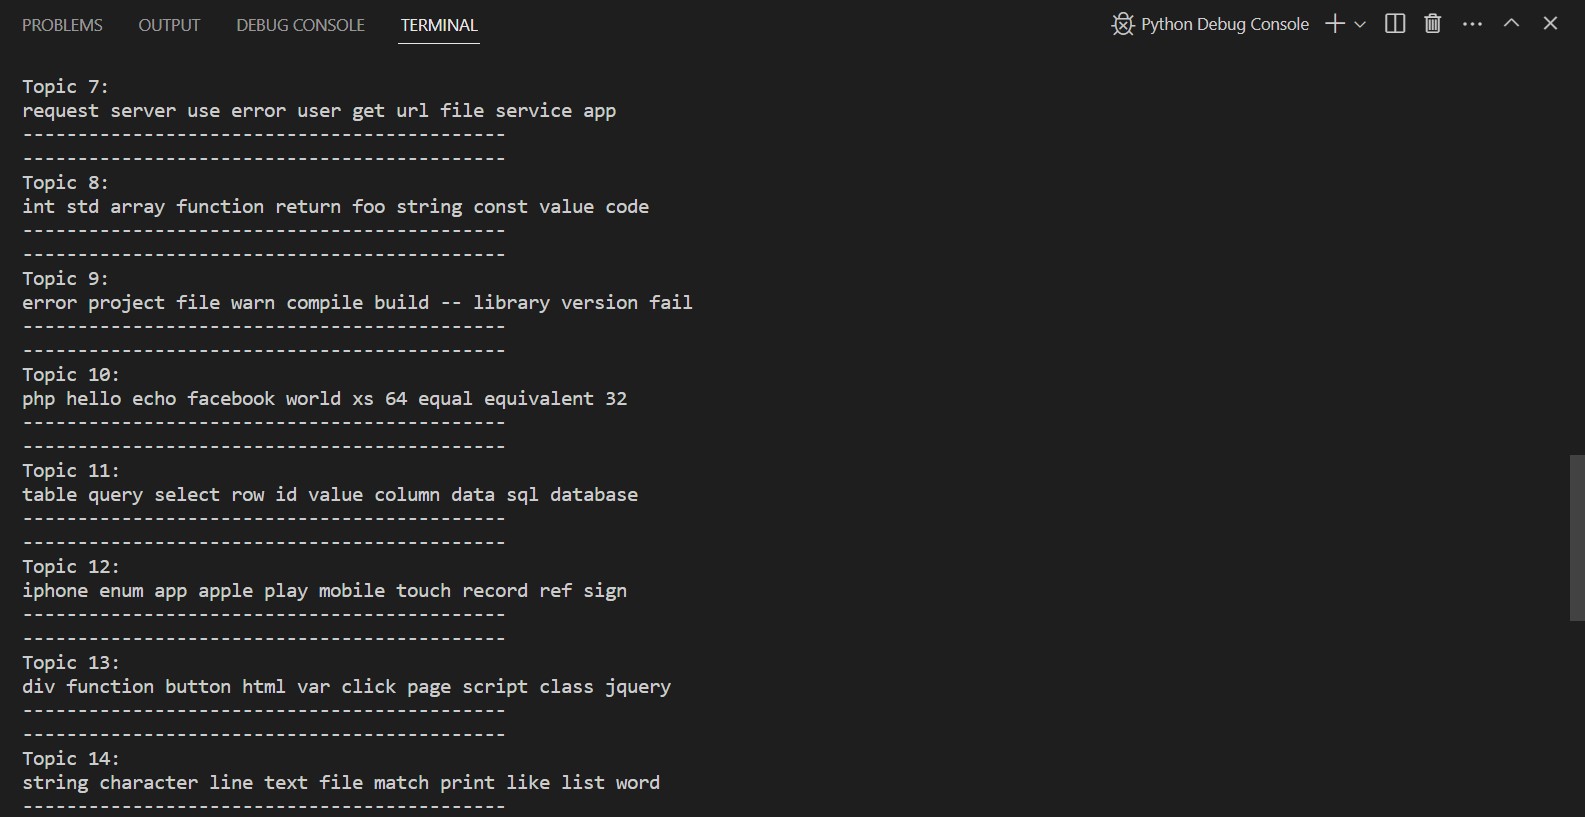 PROBLEMS OUTPUT DEBUG CONSOLE TERMINAL Python Debug Console
Topic 7:
request server use error user get url file service app
--------------------------------------------
--------------------------------------------
Topic 8:
int std array function return foo string const value code
--------------------------------------------
--------------------------------------------
Topic 9:
error project file warn compile build -- library version fail
--------------------------------------------
--------------------------------------------
Topic 10:
php hello echo facebook world xs 64 equal equivalent 32
--------------------------------------------
--------------------------------------------
Topic 11:
table query select row id value column data sql database
--------------------------------------------
--------------------------------------------
Topic 12:
iphone enum app apple play mobile touch record ref sign
--------------------------------------------
--------------------------------------------
Topic 13:
div function button html var click page script class jquery
--------------------------------------------
--------------------------------------------
Topic 14:
string character line text file match print like list word
--------------------------------------------